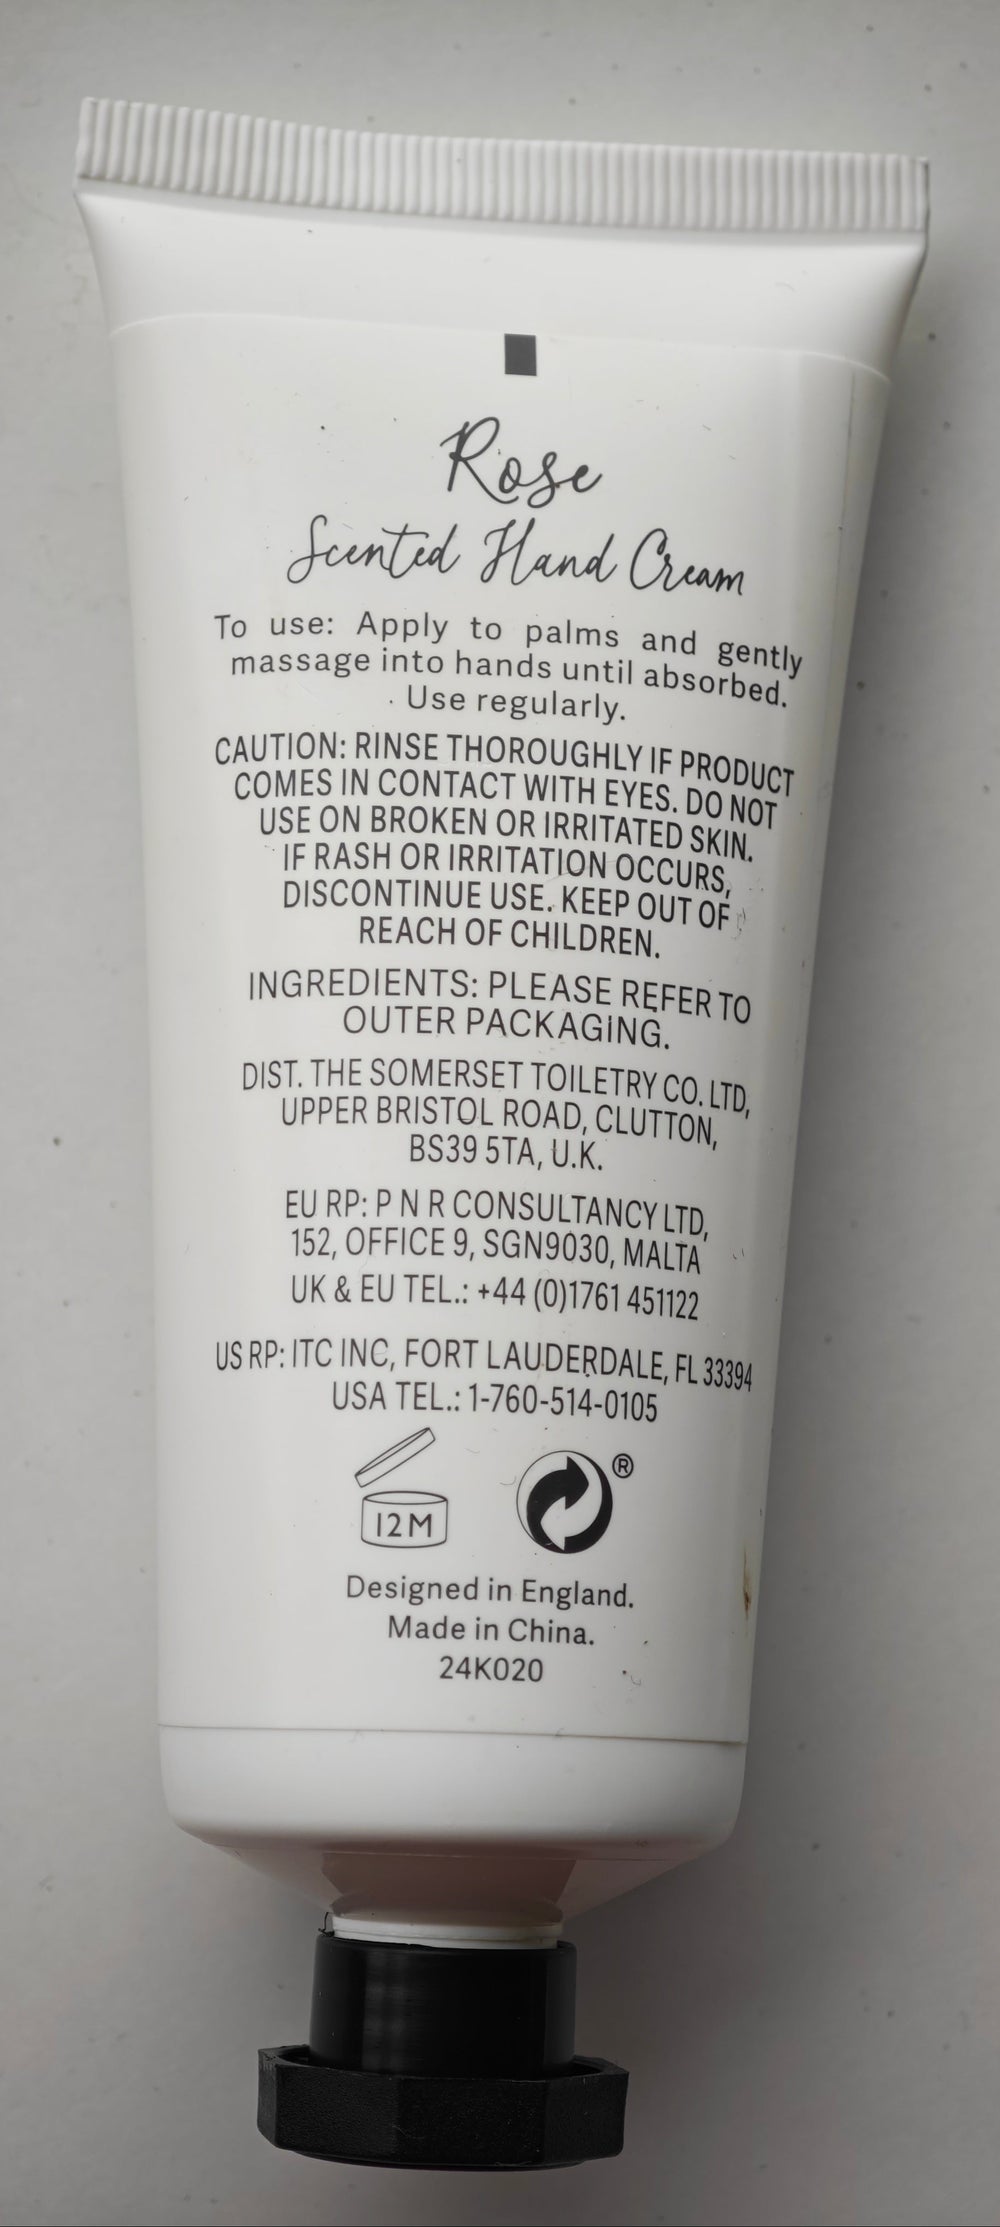 Rose
Scented Hand Cream
To use: Apply to palms and gently
massage into hands until absorbed.
Use regularly.
CAUTION: RINSE THOROUGHLY IF PRODUCT
COMES IN CONTACT WITH EYES. DO NOT
USE ON BROKEN OR IRRITATED SKIN.
IF RASH OR IRRITATION OCCURS,
DISCONTINUE USE. KEEP OUT OF
REACH OF CHILDREN.
INGREDIENTS: PLEASE REFER TO
OUTER PACKAGING.
DIST. THE SOMERSET TOILETRY CO. LTD,
UPPER BRISTOL ROAD, CLUTTON,
BS39 5TA, U.K.
EU RP: P N R CONSULTANCY LTD,
152, OFFICE 9, SGN9030, MALTA
UK & EU TEL.: +44 (0)1761 451122
US RP: ITC INC, FORT LAUDERDALE, FL 33394
USA TEL.: 1-760-514-0105
12M ®
Designed in England.
Made in China.
24K020